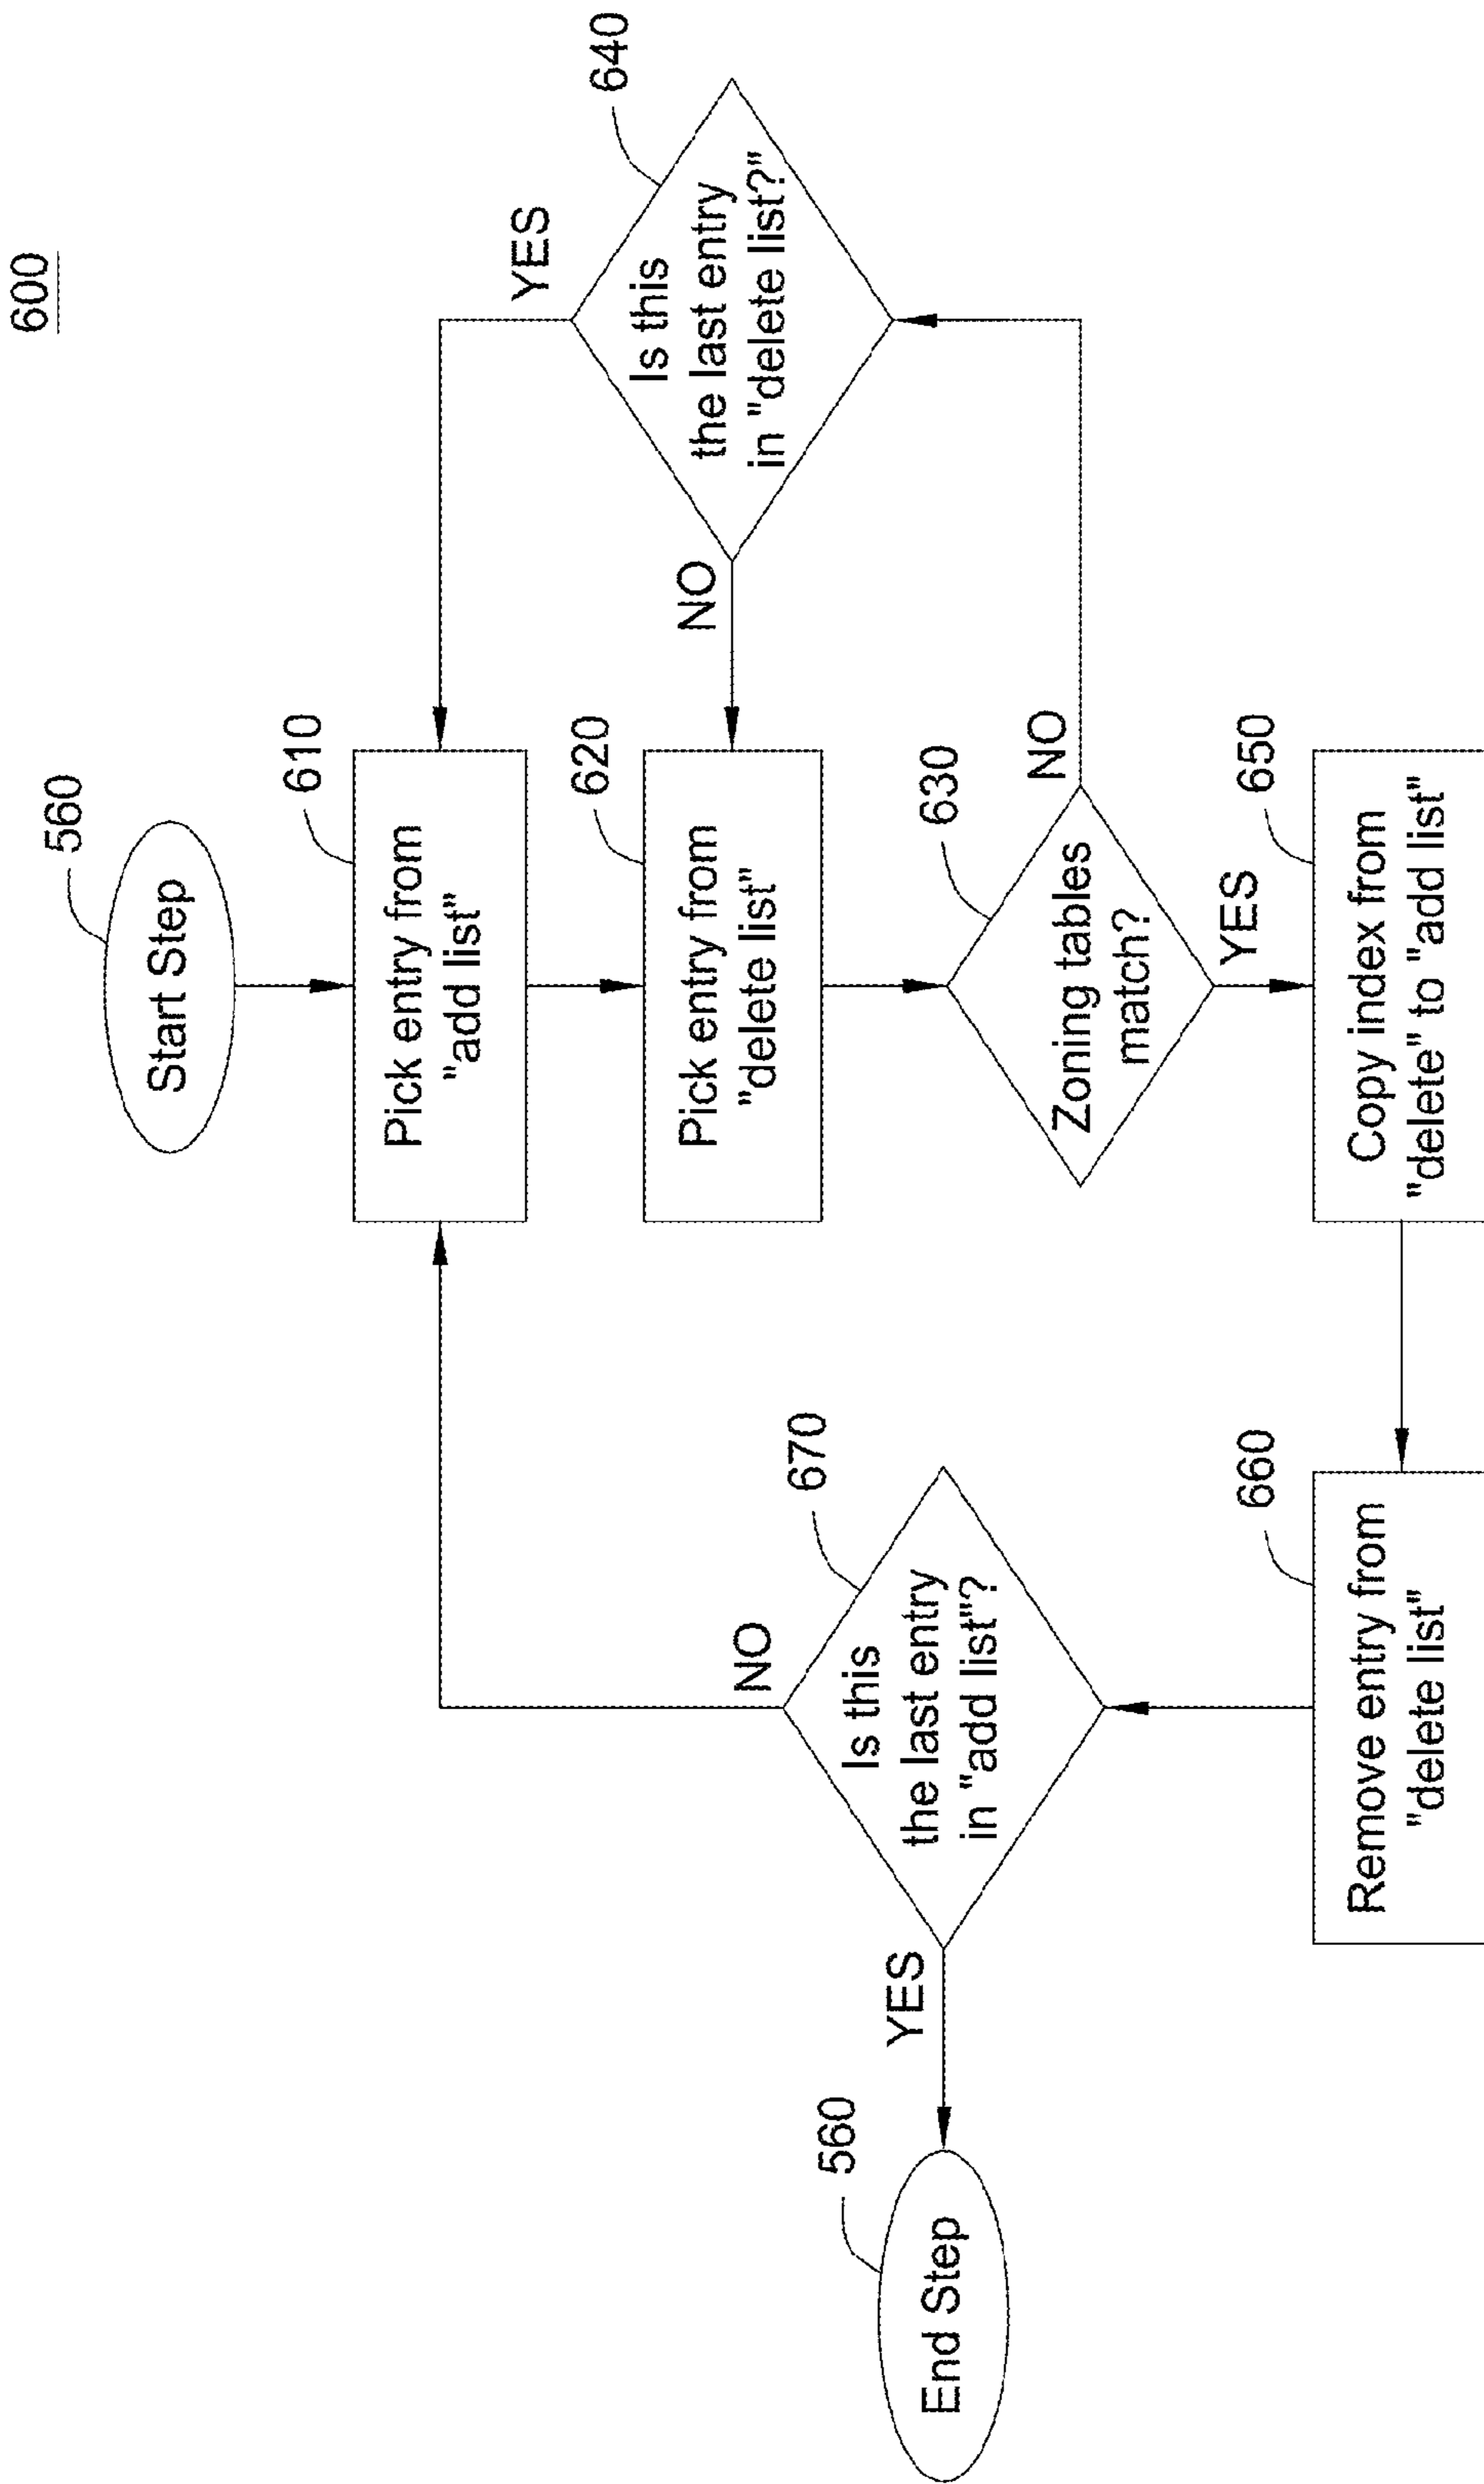 600
560
Start Step
610
Pick entry from
"add list"
620
Pick entry from
"delete list"
630
Zoning tables
match?
NO
YES
640
Is this
the last entry
in "delete list?"
YES
NO
650
Copy index from
"delete" to "add list"
660
Remove entry from
"delete list"
670
Is this
the last entry
in "add list"?
NO
YES
560
End Step